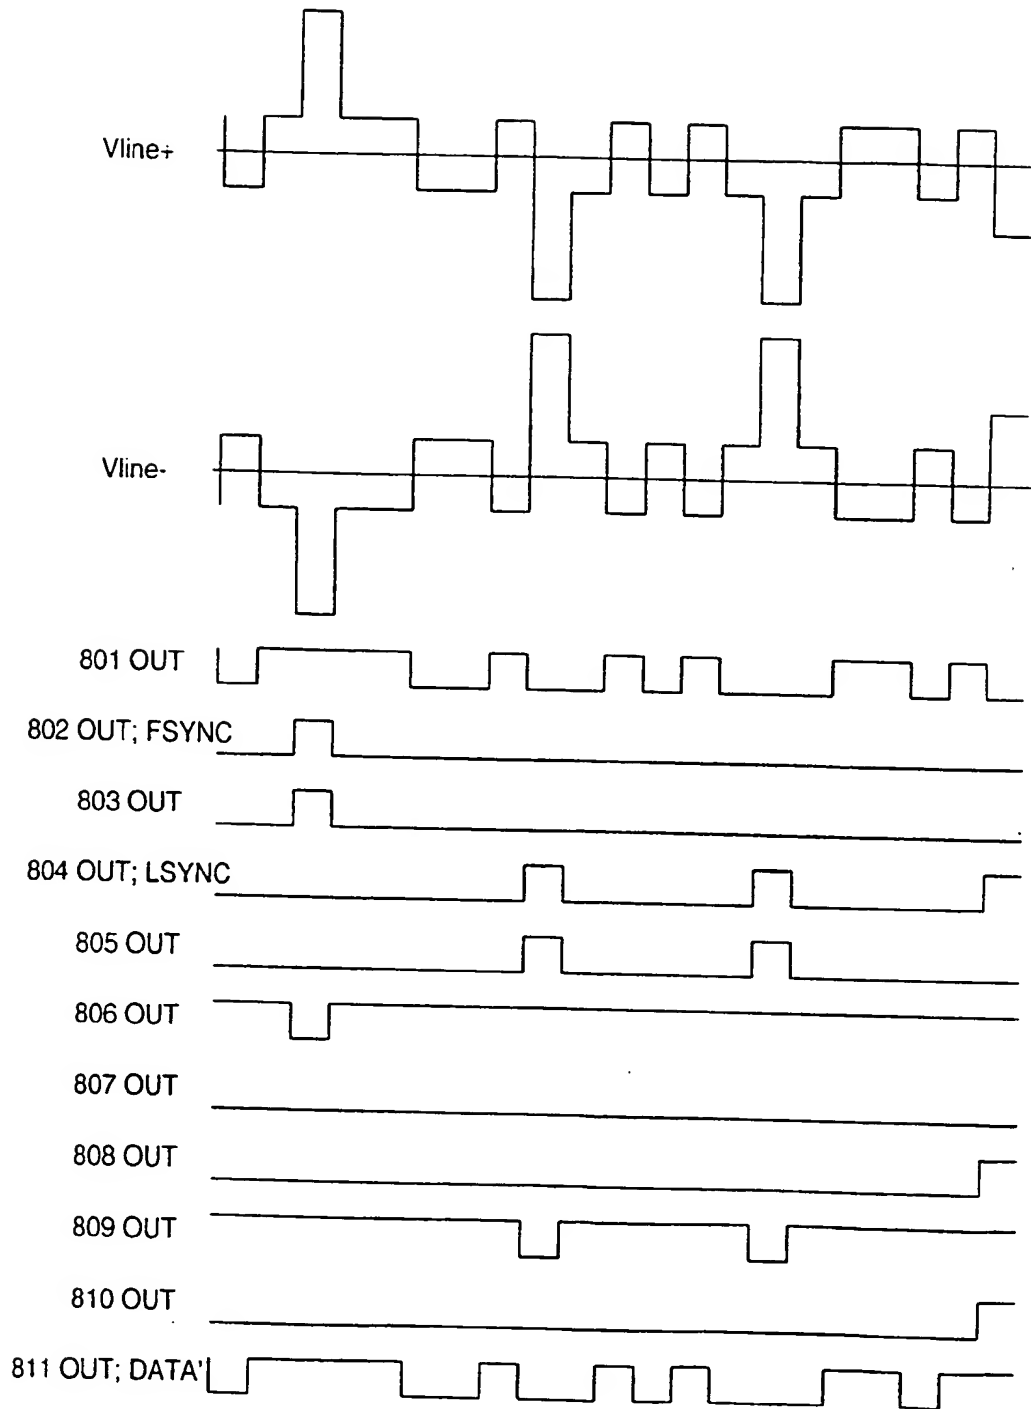 Vline+
Vline-
801 OUT
802 OUT; FSYNC
803 OUT
804 OUT; LSYNC
805 OUT
806 OUT
807 OUT
808 OUT
809 OUT
810 OUT
811 OUT; DATA'